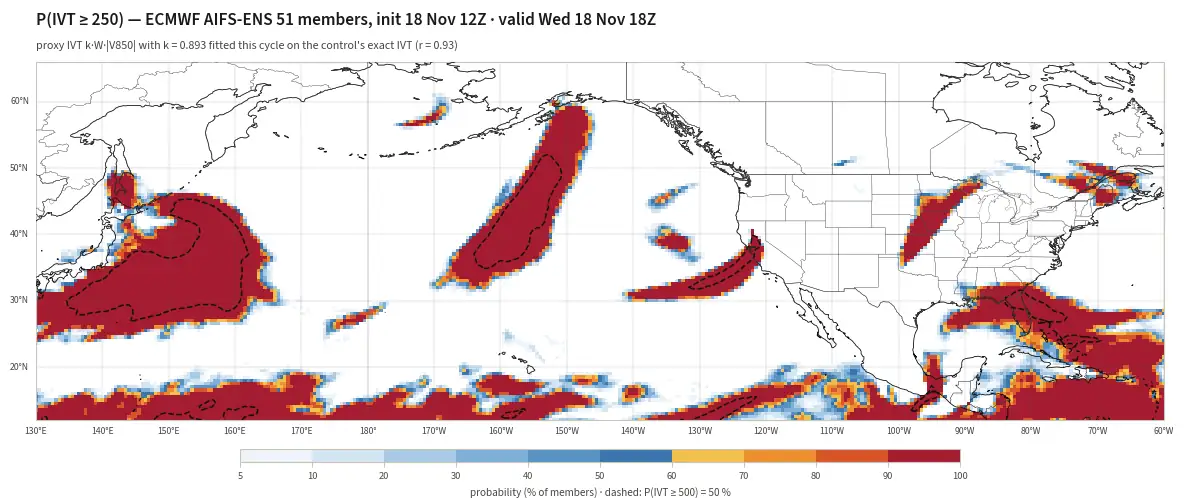 P(IVT ≥ 250) — ECMWF AIFS-ENS 51 members, init 18 Nov 12Z · valid Wed 18 Nov 18Z
proxy IVT k·W·|V850| with k = 0.893 fitted this cycle on the control's exact IVT (r = 0.93)
60°N
50°N
40°N
30°N
20°N
130°E 140°E 150°E 160°E 170°E 180° 170°W 160°W 150°W 140°W 130°W 120°W 110°W 100°W 90°W 80°W 70°W 60°W
5 10 20 30 40 50 60 70 80 90 100
probability (% of members) · dashed: P(IVT ≥ 500) = 50 %